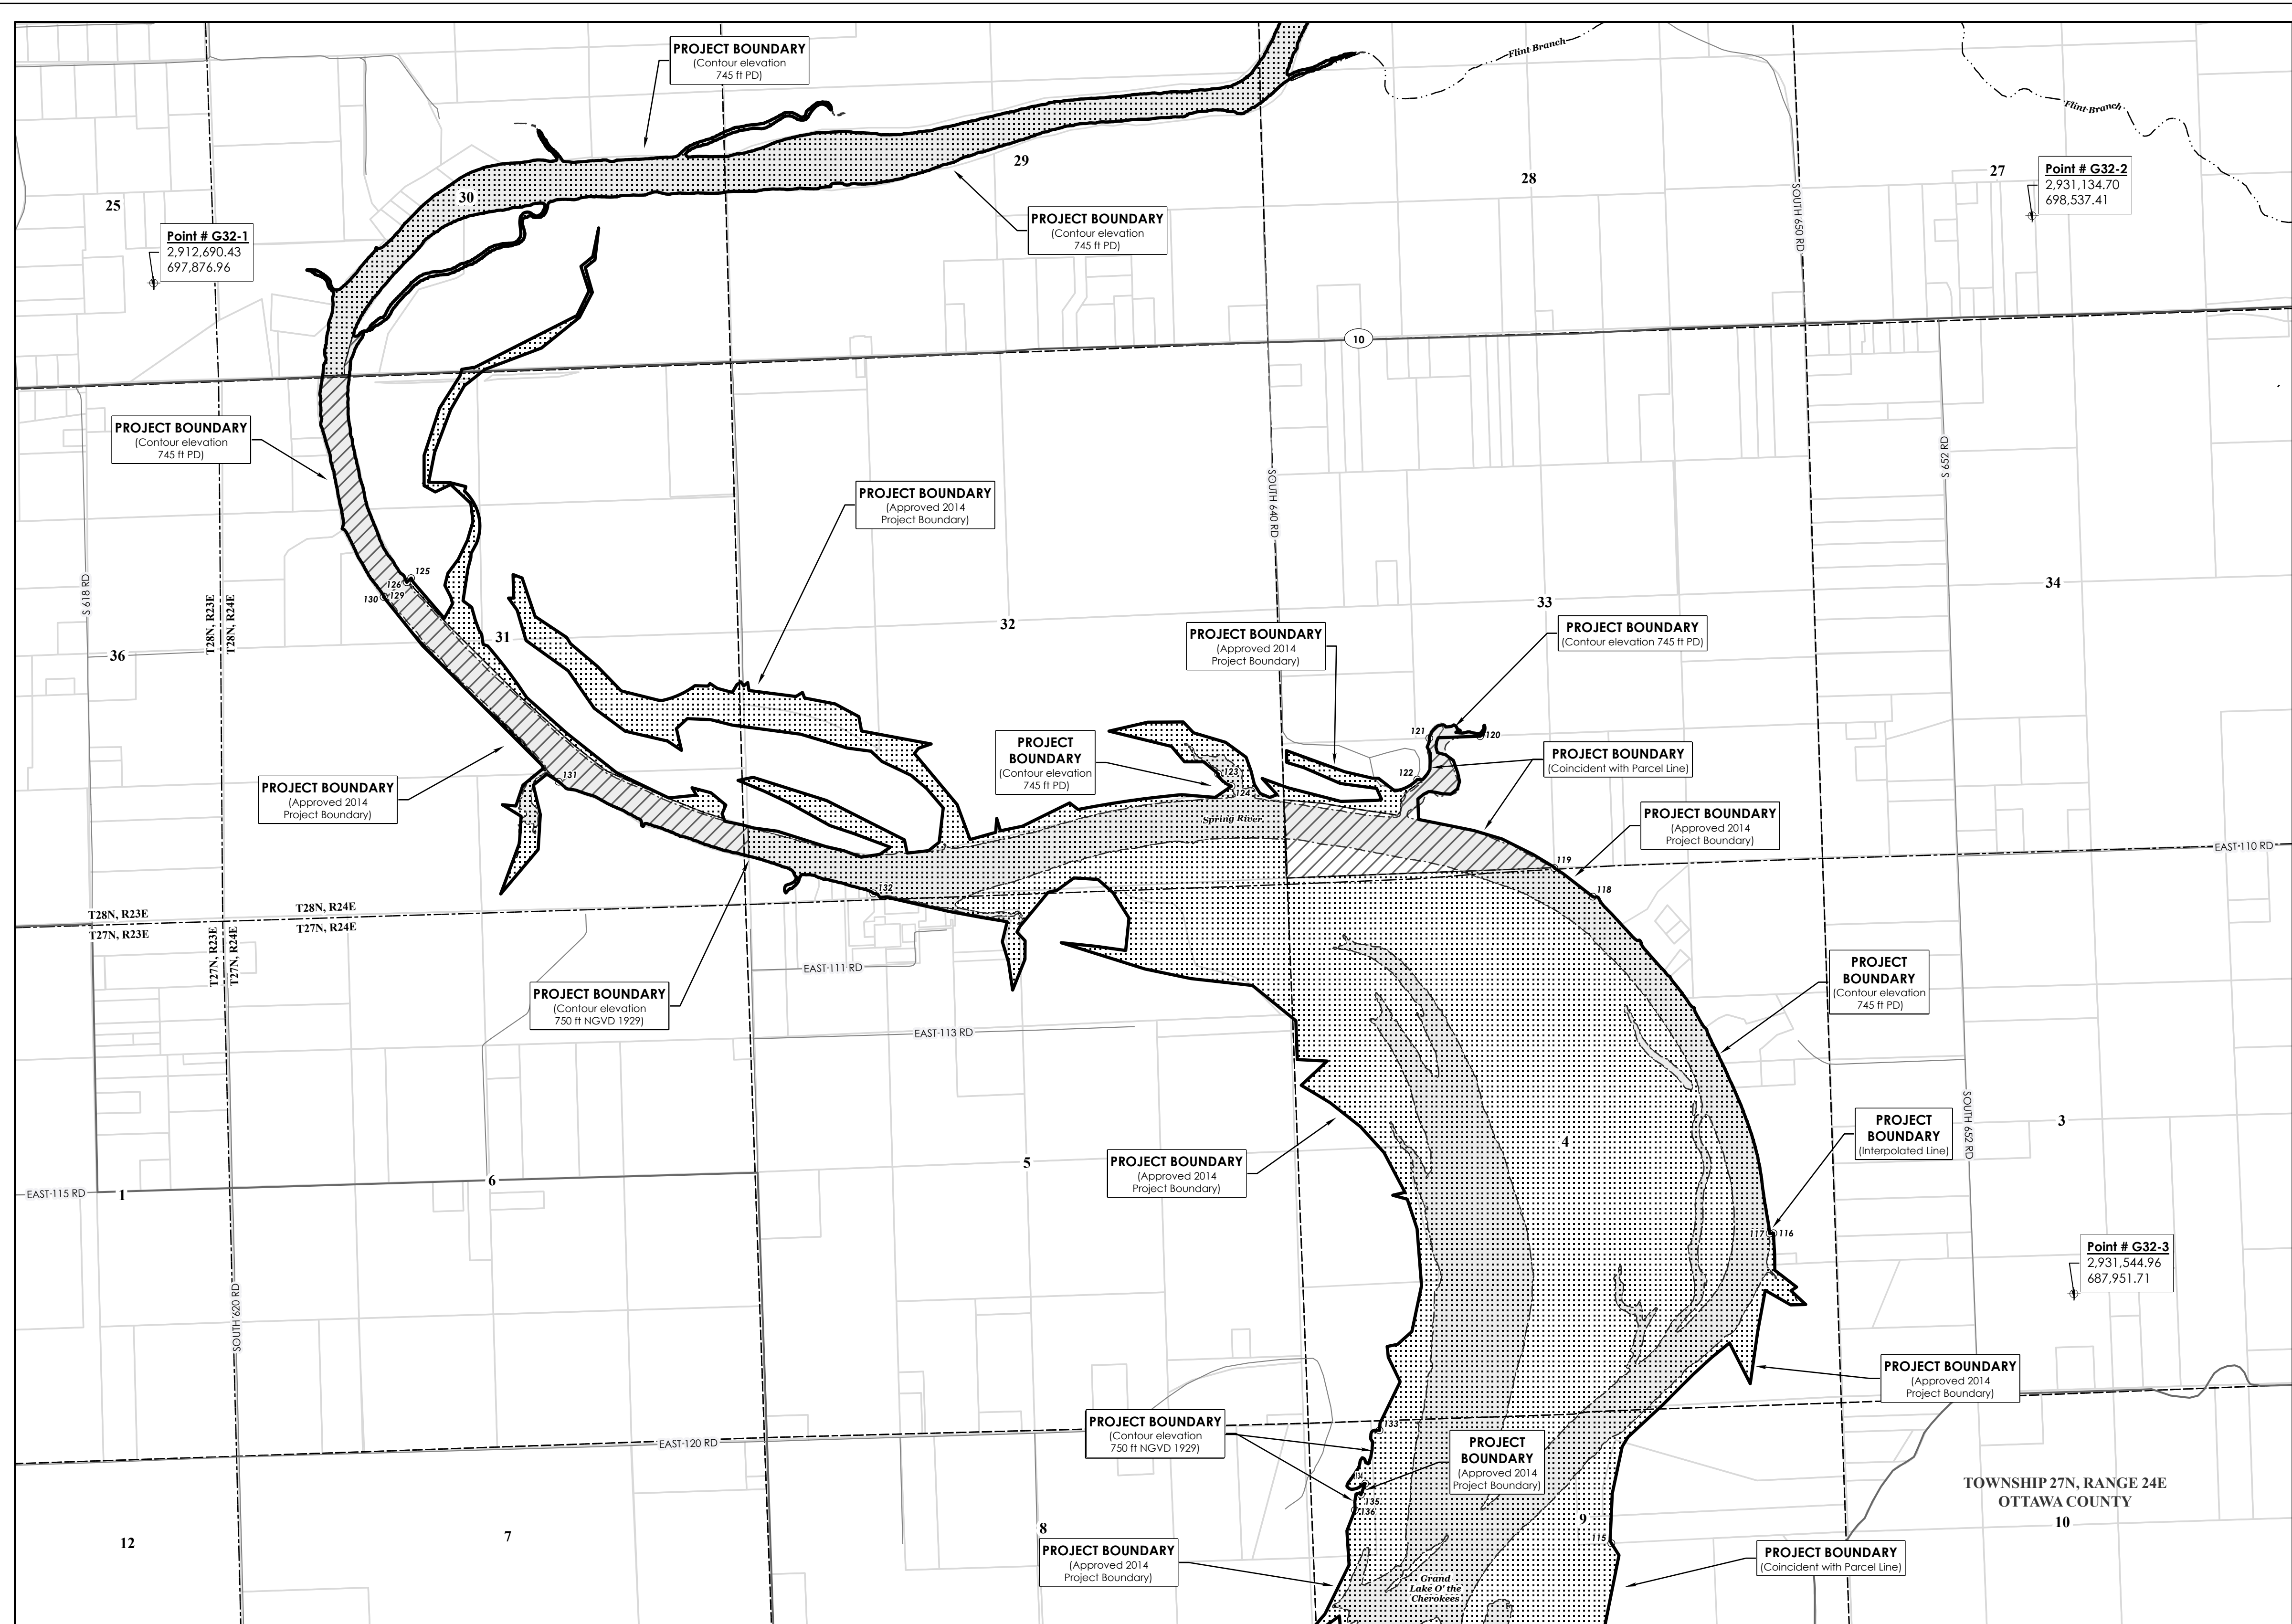 PROJECT BOUNDARY
(Contour elevation
745 ft PD)
Flint Branch
Flint Branch
25
30
29
28
27
Point # G32-1
2,912,690.43
697,876.96
PROJECT BOUNDARY
(Contour elevation
745 ft PD)
SOUTH 650 RD
Point # G32-2
2,931,134.70
698,537.41
10
PROJECT BOUNDARY
(Contour elevation
745 ft PD)
PROJECT BOUNDARY
(Approved 2014
Project Boundary)
SOUTH 640 RD
S 652 RD
S 618 RD
T28N, R23E
T28N, R24E
125
126
129
130
36
31
32
33
34
PROJECT BOUNDARY
(Approved 2014
Project Boundary)
PROJECT BOUNDARY
(Contour elevation 745 ft PD)
PROJECT
BOUNDARY
(Contour elevation
745 ft PD)
121
120
122
123
124
PROJECT BOUNDARY
(Coincident with Parcel Line)
PROJECT BOUNDARY
(Approved 2014
Project Boundary)
131
Spring River
PROJECT BOUNDARY
(Approved 2014
Project Boundary)
EAST 110 RD
119
118
132
T28N, R23E
T28N, R24E
T27N, R23E
T27N, R24E
T27N, R23E
T27N, R24E
EAST 111 RD
PROJECT BOUNDARY
(Contour elevation
750 ft NGVD 1929)
EAST 113 RD
PROJECT
BOUNDARY
(Contour elevation
745 ft PD)
PROJECT
BOUNDARY
(Interpolated Line)
SOUTH 652 RD
3
4
5
6
1
EAST 115 RD
PROJECT BOUNDARY
(Approved 2014
Project Boundary)
117
116
Point # G32-3
2,931,544.96
687,951.71
SOUTH 620 RD
PROJECT BOUNDARY
(Approved 2014
Project Boundary)
PROJECT BOUNDARY
(Contour elevation
750 ft NGVD 1929)
133
EAST 120 RD
PROJECT
BOUNDARY
(Approved 2014
Project Boundary)
134
135
136
TOWNSHIP 27N, RANGE 24E
OTTAWA COUNTY
10
12
7
8
9
115
PROJECT BOUNDARY
(Approved 2014
Project Boundary)
PROJECT BOUNDARY
(Coincident with Parcel Line)
Grand
Lake O' the
Cherokees